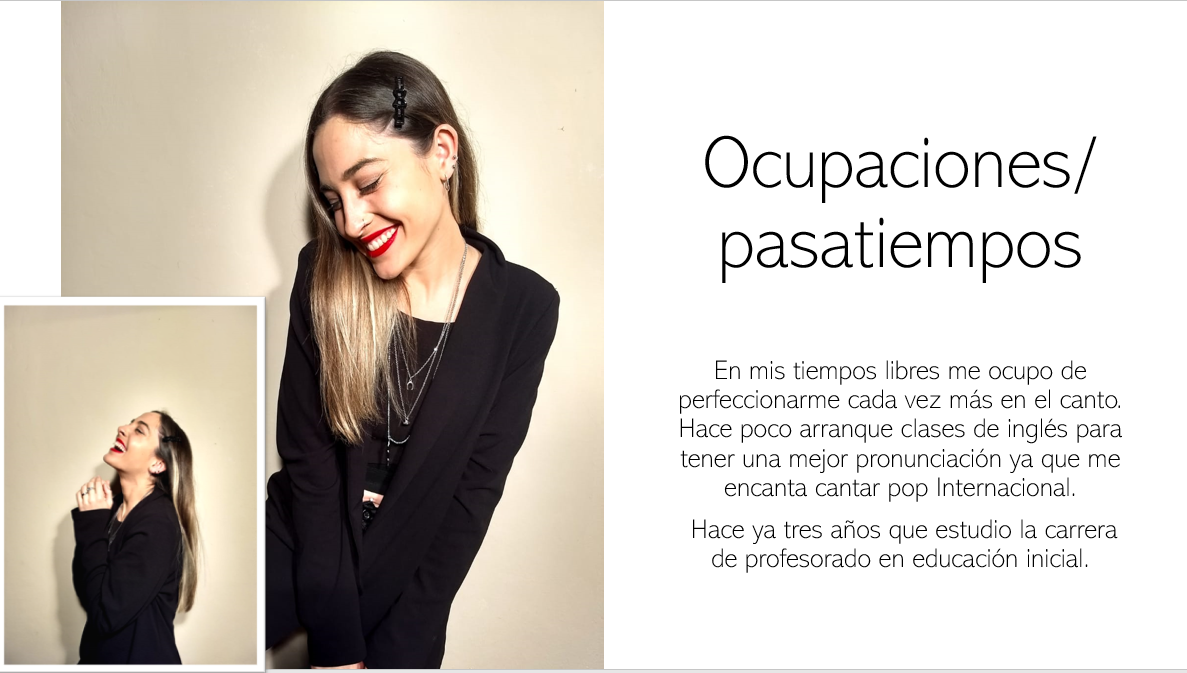 Ocupaciones/
pasatiempos
En mis tiempos libres me ocupo de
perfeccionarme cada vez más en el canto.
Hace poco arranque clases de inglés para
tener una mejor pronunciación ya que me
encanta cantar pop Internacional.
Hace ya tres años que estudio la carrera
de profesorado en educación inicial.